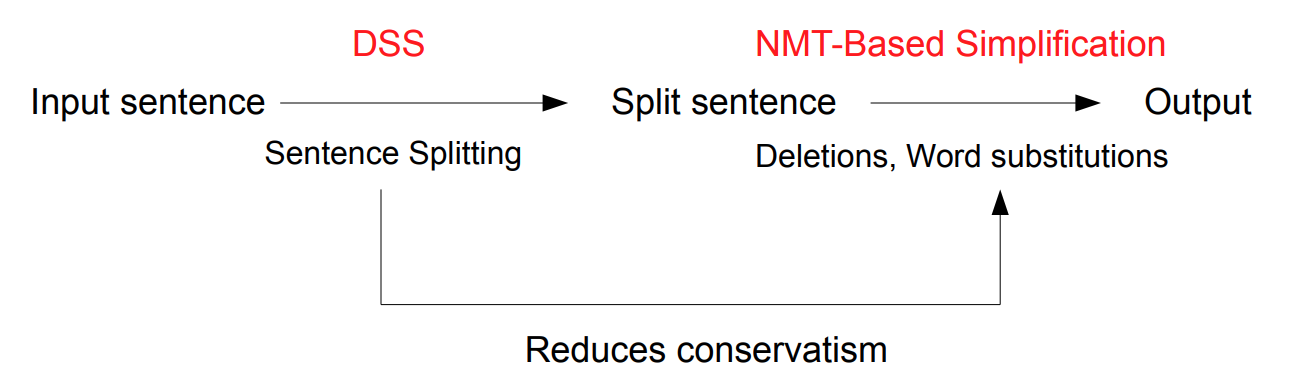 DSS
NMT-Based Simplification
Input sentence
Split sentence
Output
Sentence Splitting
Deletions, Word substitutions
Reduces conservatism